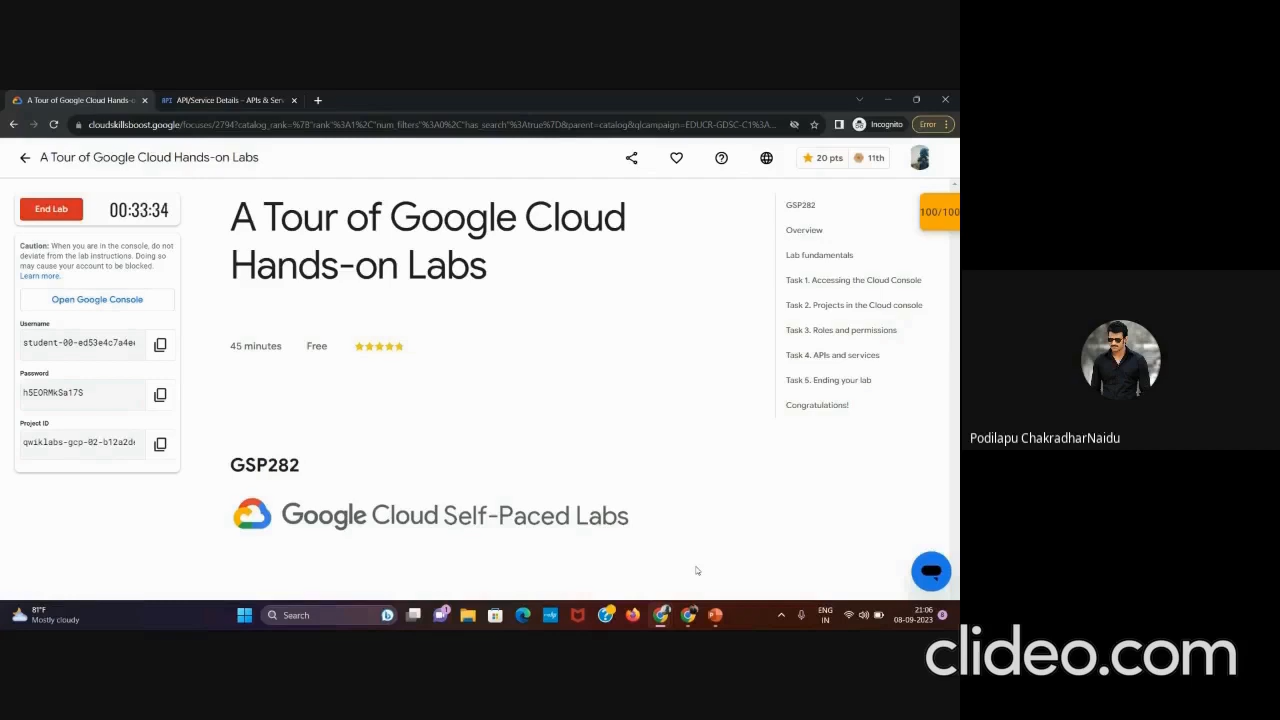 A Tour of Google Cloud Hands-o
API/Service Details – APIs & Serv
cloudskillsboost.google/focuses/2794?catalog_rank=%7B"rank"%3A1%2C"num_filters"%3A0%2C"has_search"%3Atrue%7D&parent=catalog&qlcampaign=EDUCR-GDSC-C1%3A...
Incognito
Error
A Tour of Google Cloud Hands-on Labs
20 pts
11th
End Lab
00:33:34
Caution: When you are in the console, do not
deviate from the lab instructions. Doing so
may cause your account to be blocked.
Learn more.
Open Google Console
Username
student-00-ed53e4c7a4e
Password
h5EORMkSa17S
Project ID
qwiklabs-gcp-02-b12a2d
A Tour of Google Cloud
Hands-on Labs
45 minutes
Free
GSP282
Google Cloud Self-Paced Labs
GSP282
Overview
Lab fundamentals
Task 1. Accessing the Cloud Console
Task 2. Projects in the Cloud console
Task 3. Roles and permissions
Task 4. APIs and services
Task 5. Ending your lab
Congratulations!
100/100
Podilapu ChakradharNaidu
81°F
Mostly cloudy
Search
ENG
IN
21:06
08-09-2023
clideo.com